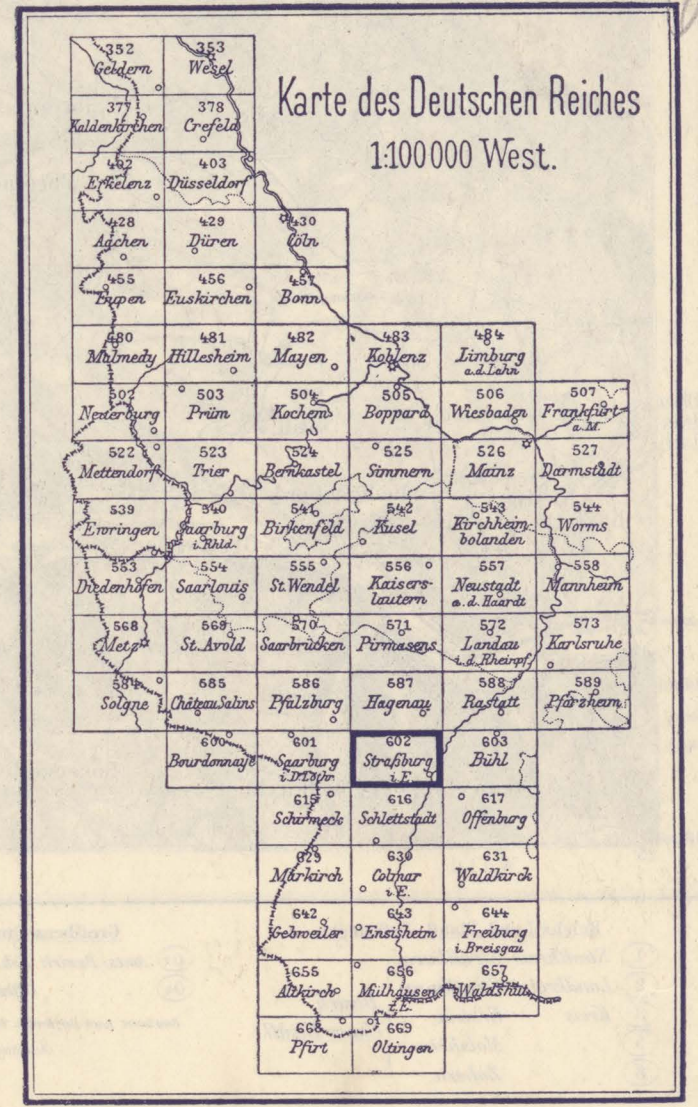 Karte des Deutschen Reiches
1:100000 West.
352 353
Geldern Wesel
377 378
Kaldenkirchen Crefeld
402 403
Erkelenz Düsseldorf
428 429 430
Aachen Düren Cöln
455 456 457
Eupen Euskirchen Bonn
480 481 482 483 484
Malmedy Hillesheim Mayen Koblenz Limburg
a.d.Lahn
502 503 504 505 506 507
Neuerburg Prüm Kochem Boppard Wiesbaden Frankfurt
a.M.
522 523 524 525 526 527
Mettendorf Trier Bernkastel Simmern Mainz Darmstadt
539 540 541 542 543 544
Emringen Saarburg Birkenfeld Kusel Kirchheim- Worms
i.Rhld. bolanden
553 554 555 556 557 558
Diedenhofen Saarlouis St.Wendel Kaisers- Neustadt Mannheim
lautern a.d.Haardt
568 569 570 571 572 573
Metz St.Avold Saarbrücken Pirmasens Landau Karlsruhe
i.d.Rheinpf.
584 585 586 587 588 589
Solgne Château Salins Pfalzburg Hagenau Rastatt Pforzheim
600 601 602 603
Bourdonnaye Saarburg Straßburg Bühl
i.E.
615 616 617
Schirmeck Schlettstadt Offenburg
629 630 631
Markirch Colmar Waldkirch
i.E.
642 643 644
Gebweiler Ensisheim Freiburg
i.Breisgau
655 656 657
Altkirch Mülhausen Waldshut
i.E.
668 669
Pfirt Oltingen